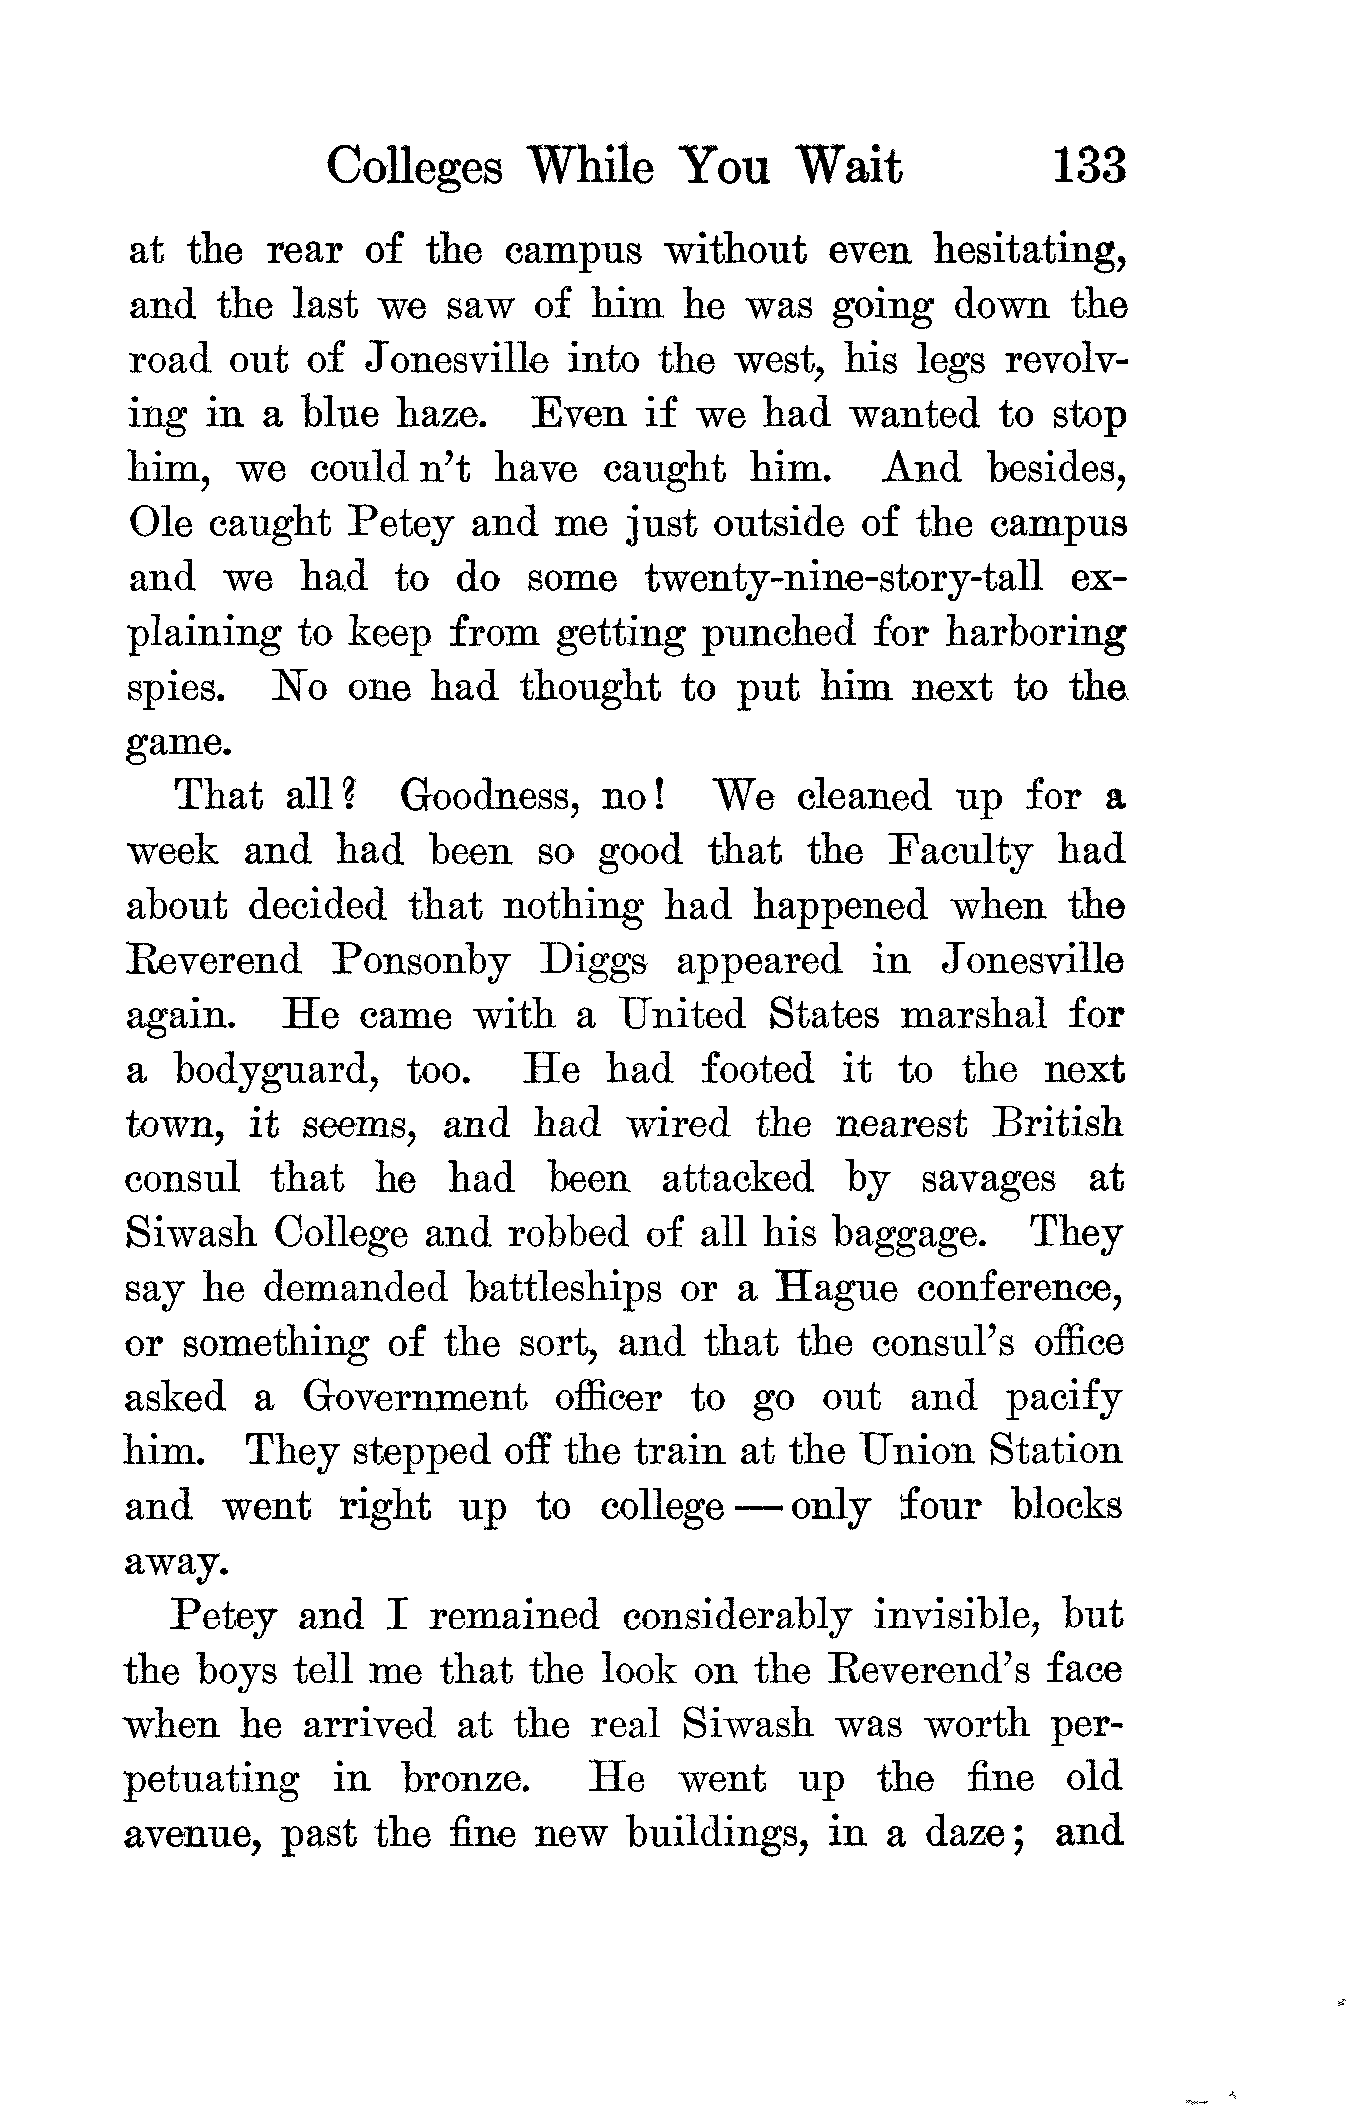 Colleges While You Wait 133
at the rear of the campus without even hesitating,
and the last we saw of him he was going down the
road out of Jonesville into the west, his legs revolv-
ing in a blue haze. Even if we had wanted to stop
him, we could n't have caught him. And besides,
Ole caught Petey and me just outside of the campus
and we had to do some twenty-nine-story-tall ex-
plaining to keep from getting punched for harboring
spies. No one had thought to put him next to the
game.
That all? Goodness, no! We cleaned up for a
week and had been so good that the Faculty had
about decided that nothing had happened when the
Reverend Ponsonby Diggs appeared in Jonesville
again. He came with a United States marshal for
a bodyguard, too. He had footed it to the next
town, it seems, and had wired the nearest British
consul that he had been attacked by savages at
Siwash College and robbed of all his baggage. They
say he demanded battleships or a Hague conference,
or something of the sort, and that the consul's office
asked a Government officer to go out and pacify
him. They stepped off the train at the Union Station
and went right up to college — only four blocks
away.
Petey and I remained considerably invisible, but
the boys tell me that the look on the Reverend's face
when he arrived at the real Siwash was worth per-
petuating in bronze. He went up the fine old
avenue, past the fine new buildings, in a daze; and